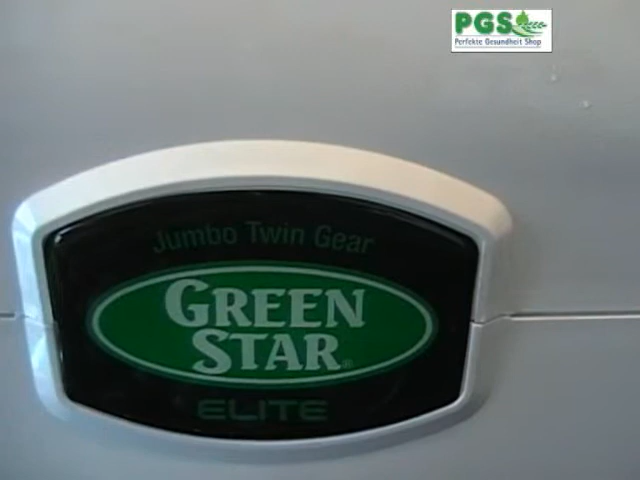 PGS
Perfekte Gesundheit Shop
Jumbo Twin Gear
GREEN
STAR®
ELITE